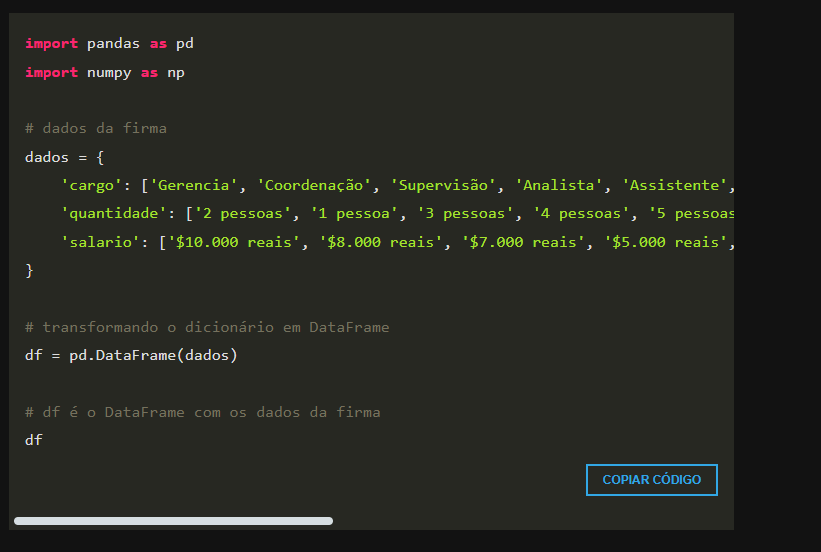 import pandas as pd
import numpy as np
# dados da firma
dados = {
'cargo': ['Gerencia', 'Coordenação', 'Supervisão', 'Analista', 'Assistente',
'quantidade': ['2 pessoas', '1 pessoa', '3 pessoas', '4 pessoas', '5 pessoas
'salario': ['$10.000 reais', '$8.000 reais', '$7.000 reais', '$5.000 reais',
}
# transformando o dicionário em DataFrame
df = pd.DataFrame(dados)
# df é o DataFrame com os dados da firma
df
COPIAR CÓDIGO